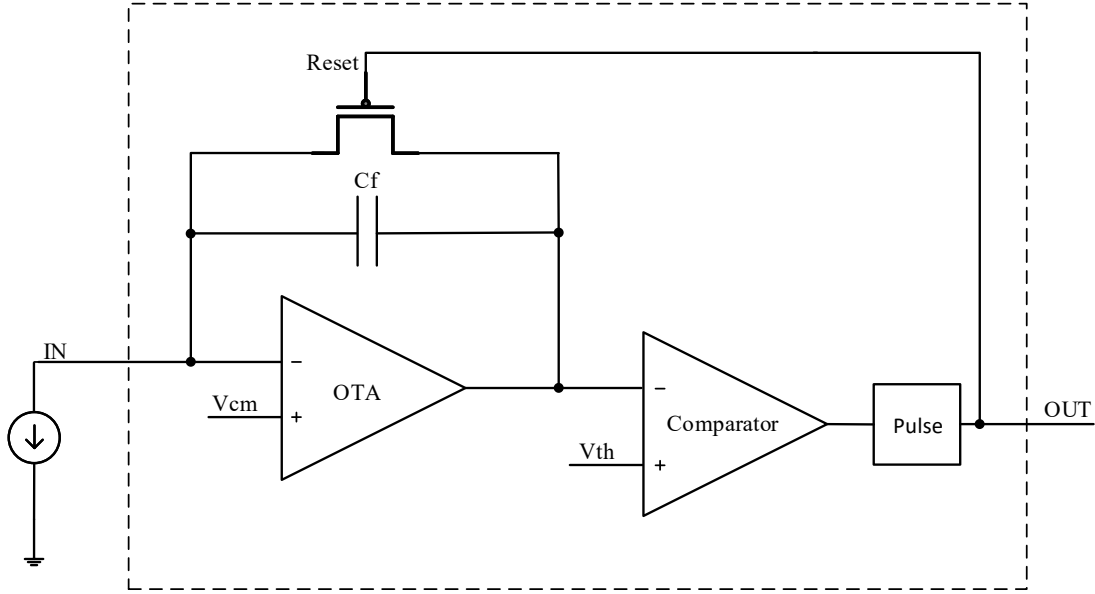 Reset
Cf
IN
−
OTA
Vcm
+
−
Comparator
Vth
+
Pulse
OUT